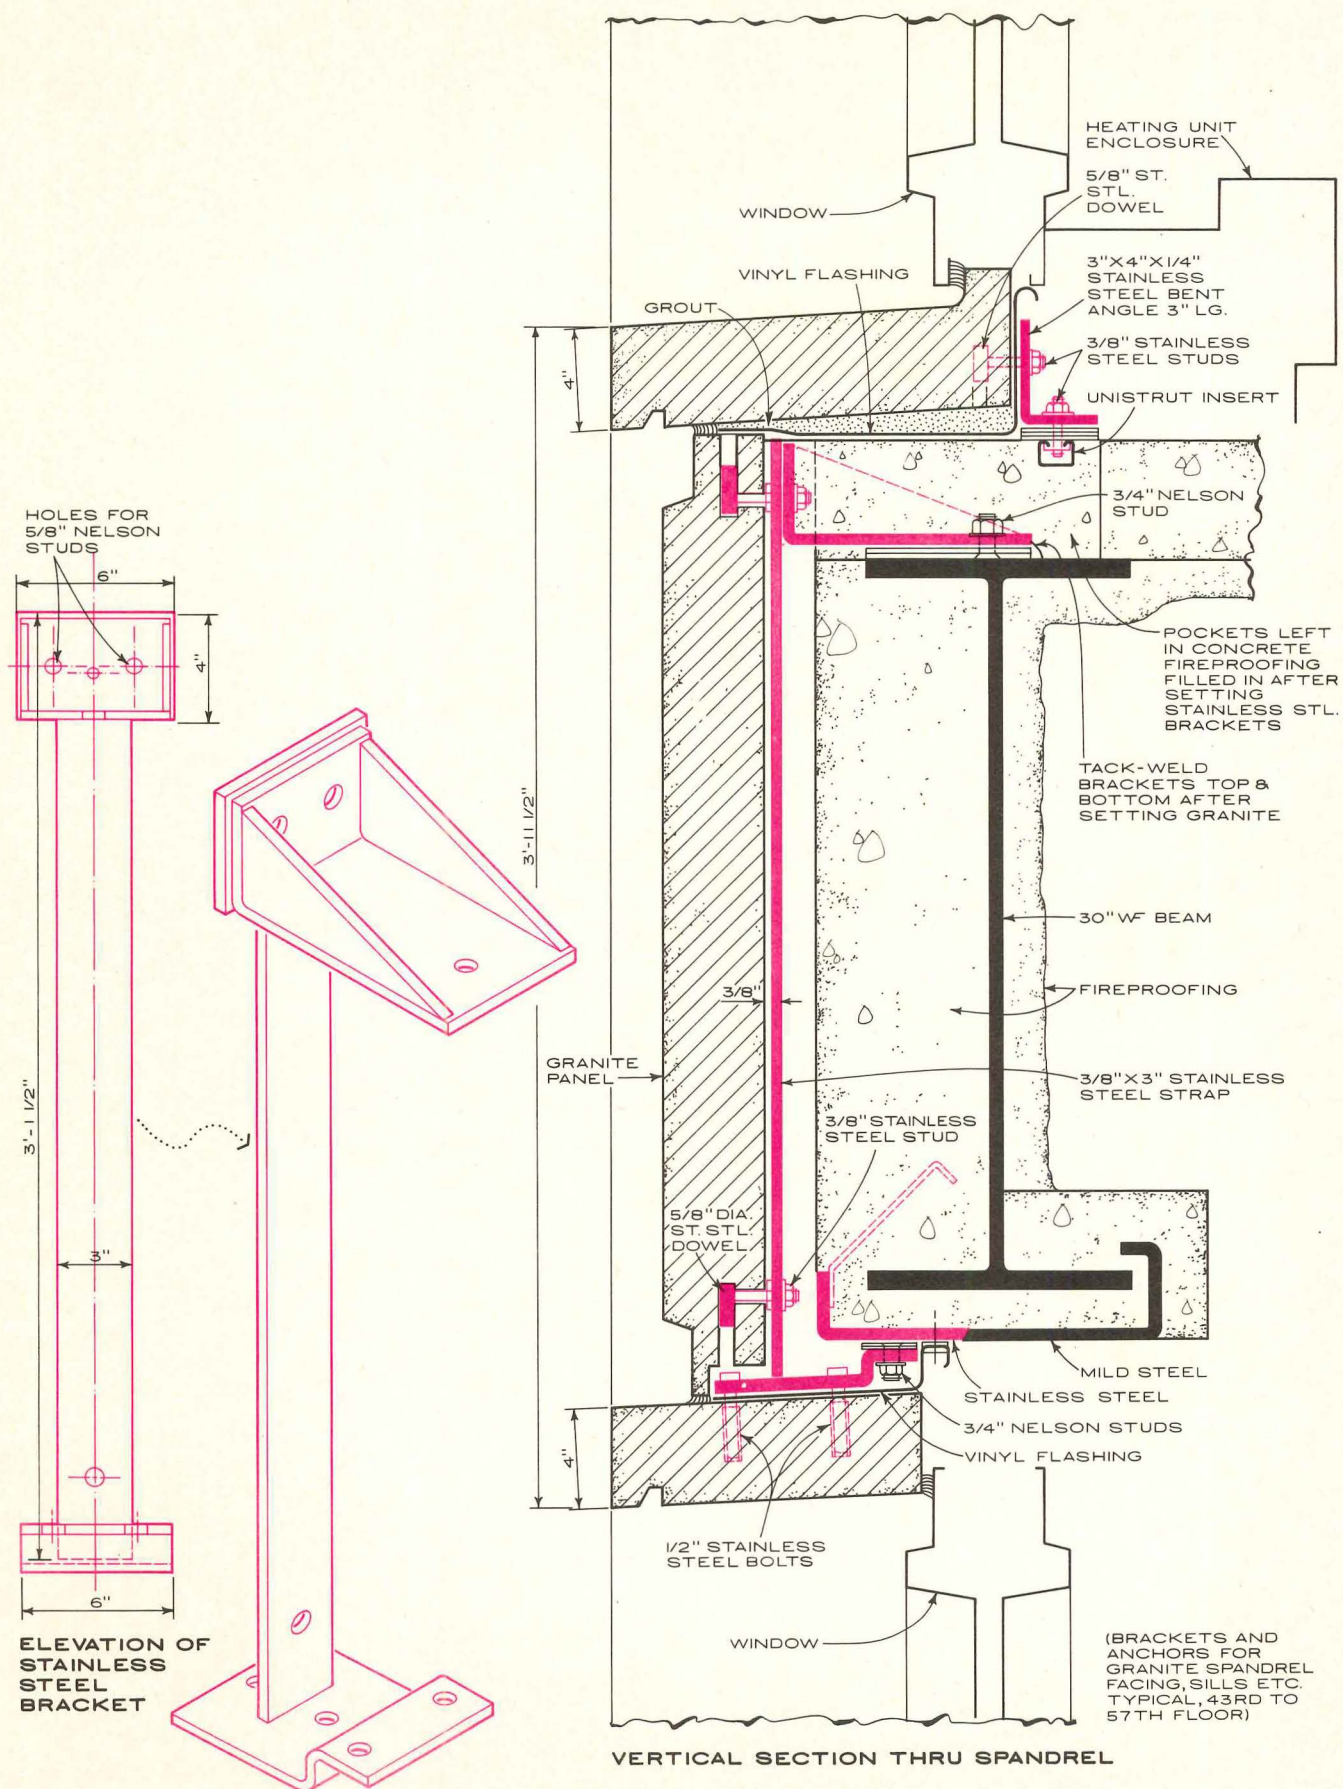 HEATING UNIT
ENCLOSURE
5/8" ST.
STL.
DOWEL
WINDOW
3"X4"X1/4"
STAINLESS
STEEL BENT
ANGLE 3" LG.
VINYL FLASHING
GROUT
3/8" STAINLESS
STEEL STUDS
4"
UNISTRUT INSERT
3/4" NELSON
STUD
HOLES FOR
5/8" NELSON
STUDS
6"
4"
POCKETS LEFT
IN CONCRETE
FIREPROOFING
FILLED IN AFTER
SETTING
STAINLESS STL.
BRACKETS
TACK-WELD
BRACKETS TOP &
BOTTOM AFTER
SETTING GRANITE
3'-11 1/2"
30" WF BEAM
3/8"
FIREPROOFING
GRANITE
PANEL
3/8"X3" STAINLESS
STEEL STRAP
3'-1 1/2"
3/8" STAINLESS
STEEL STUD
5/8" DIA.
ST. STL.
DOWEL
3"
MILD STEEL
STAINLESS STEEL
3/4" NELSON STUDS
VINYL FLASHING
4"
1/2" STAINLESS
STEEL BOLTS
6"
WINDOW
ELEVATION OF
STAINLESS
STEEL
BRACKET
(BRACKETS AND
ANCHORS FOR
GRANITE SPANDREL
FACING, SILLS ETC.
TYPICAL, 43RD TO
57TH FLOOR)
VERTICAL SECTION THRU SPANDREL